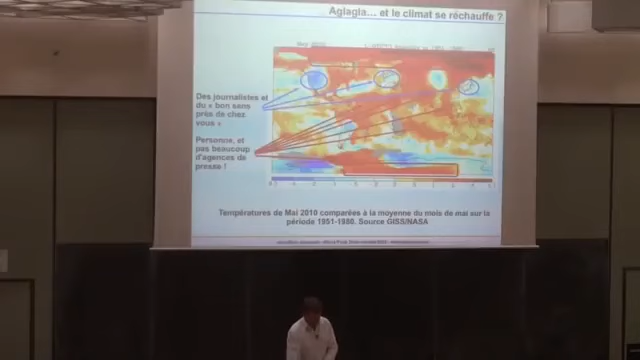 Aglagla... et le climat se réchauffe ?
Des journalistes et
du « bon sens
près de chez
vous »
Personne, et
pas beaucoup
d'agences de
presse !
Températures de Mai 2010 comparées à la moyenne du mois de mai sur la
période 1951-1980. Source GISS/NASA